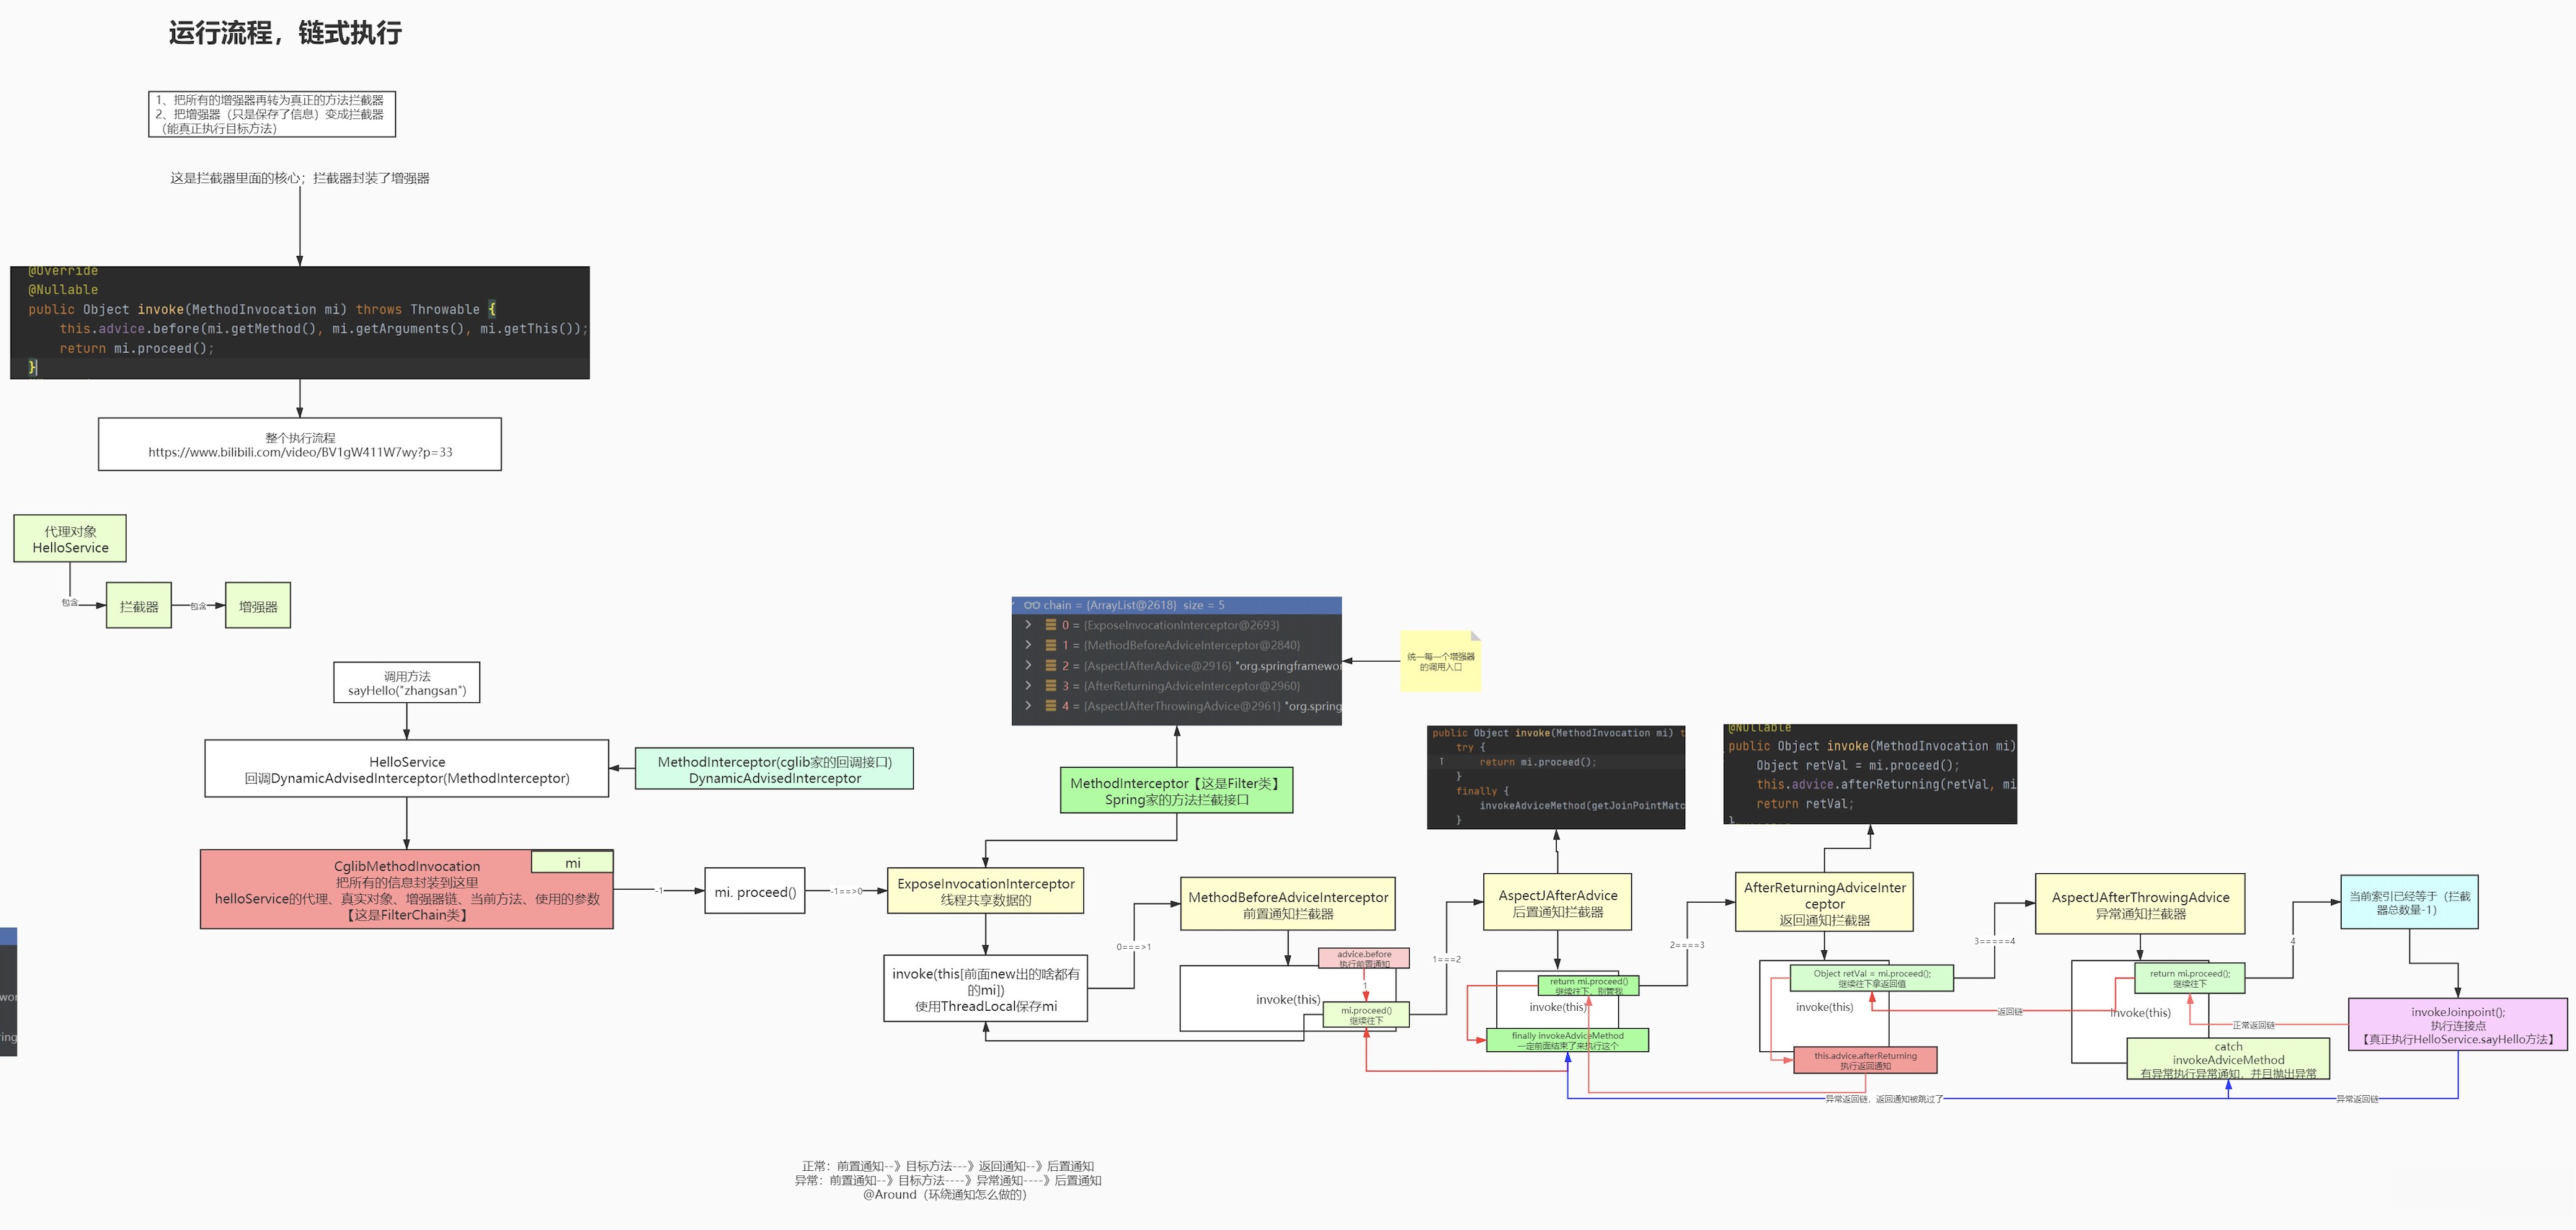 运行流程，链式执行
1、把所有的增强器再转为真正的方法拦截器
2、把增强器（只是保存了信息）变成拦截器
（能真正执行目标方法）
这是拦截器里面的核心；拦截器封装了增强器
@Override
@Nullable
public Object invoke(MethodInvocation mi) throws Throwable {
this.advice.before(mi.getMethod(), mi.getArguments(), mi.getThis());
return mi.proceed();
}
整个执行流程
https://www.bilibili.com/video/BV1gW411W7wy?p=33
代理对象
HelloService
包含
拦截器
包含
增强器
调用方法
sayHello("zhangsan")
HelloService
回调DynamicAdvisedInterceptor(MethodInterceptor)
MethodInterceptor(cglib家的回调接口)
DynamicAdvisedInterceptor
mi
CglibMethodInvocation
把所有的信息封装到这里
helloService的代理、真实对象、增强器链、当前方法、使用的参数
【这是FilterChain类】
-1
mi. proceed()
-1==>0
chain = {ArrayList@2618} size = 5
0 = {ExposeInvocationInterceptor@2693}
1 = {MethodBeforeAdviceInterceptor@2840}
2 = {AspectJAfterAdvice@2916} "org.springframewor
3 = {AfterReturningAdviceInterceptor@2960}
4 = {AspectJAfterThrowingAdvice@2961} "org.spring
统一每一个增强器
的调用入口
MethodInterceptor【这是Filter类】
Spring家的方法拦截接口
ExposeInvocationInterceptor
线程共享数据的
invoke(this[前面new出的啥都有
的mi])
使用ThreadLocal保存mi
0===>1
MethodBeforeAdviceInterceptor
前置通知拦截器
advice.before
执行前置通知
1
invoke(this)
mi.proceed()
继续往下
1===2
public Object invoke(MethodInvocation mi) t
try {
return mi.proceed();
}
finally {
invokeAdviceMethod(getJoinPointMatc
}
AspectJAfterAdvice
后置通知拦截器
return mi.proceed()
继续往下，别管我
invoke(this)
finally invokeAdviceMethod
一定前面结束了来执行这个
2====3
@Nullable
public Object invoke(MethodInvocation mi)
Object retVal = mi.proceed();
this.advice.afterReturning(retVal, mi
return retVal;
}
AfterReturningAdviceInter
ceptor
返回通知拦截器
Object retVal = mi.proceed();
继续往下拿返回值
invoke(this)
this.advice.afterReturning
执行返回通知
3=====4
返回链
AspectJAfterThrowingAdvice
异常通知拦截器
return mi.proceed();
继续往下
invoke(this)
catch
invokeAdviceMethod
有异常执行异常通知，并且抛出异常
4
正常返回链
当前索引已经等于（拦截
器总数量-1）
invokeJoinpoint();
执行连接点
【真正执行HelloService.sayHello方法】
异常返回链，返回通知被跳过了
异常返回链
wor
ring
正常：前置通知--》目标方法---》返回通知--》后置通知
异常：前置通知--》目标方法----》异常通知----》后置通知
@Around（环绕通知怎么做的）